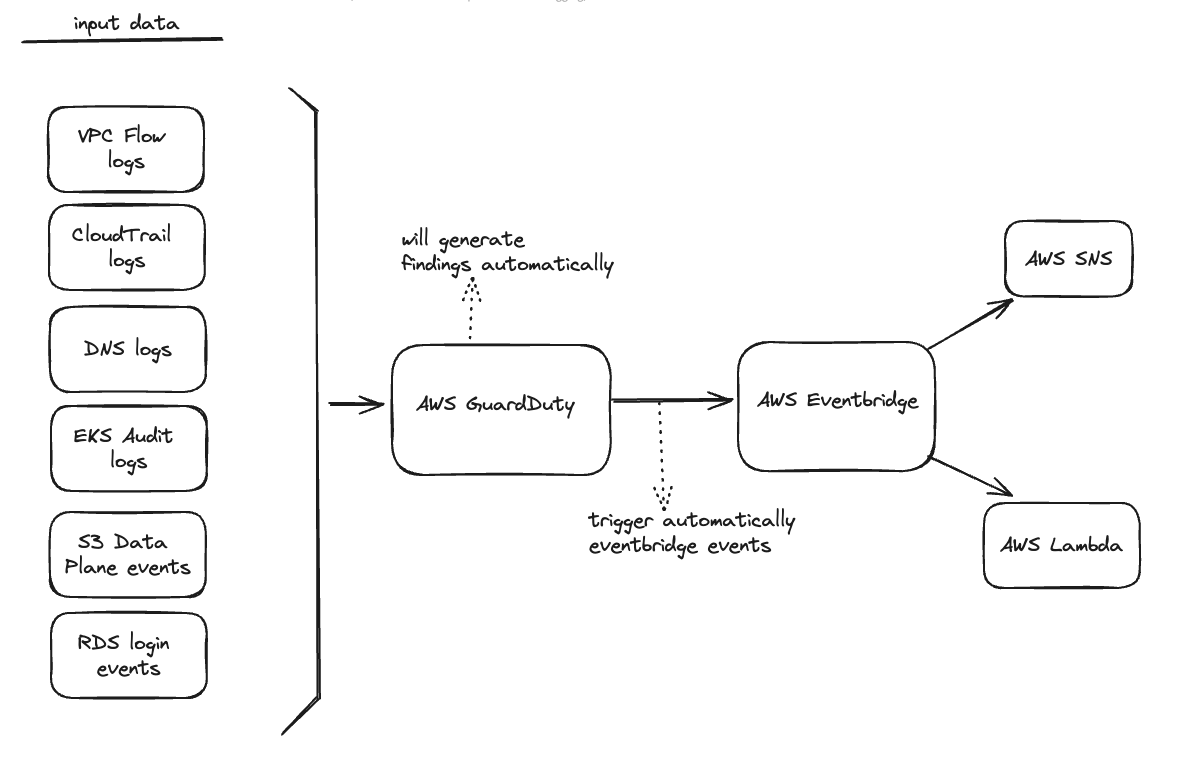 input data
VPC Flow
logs
CloudTrail
logs
DNS logs
EKS Audit
logs
S3 Data
Plane events
RDS login
events
will generate
findings automatically
AWS GuardDuty
trigger automatically
eventbridge events
AWS Eventbridge
AWS SNS
AWS Lambda